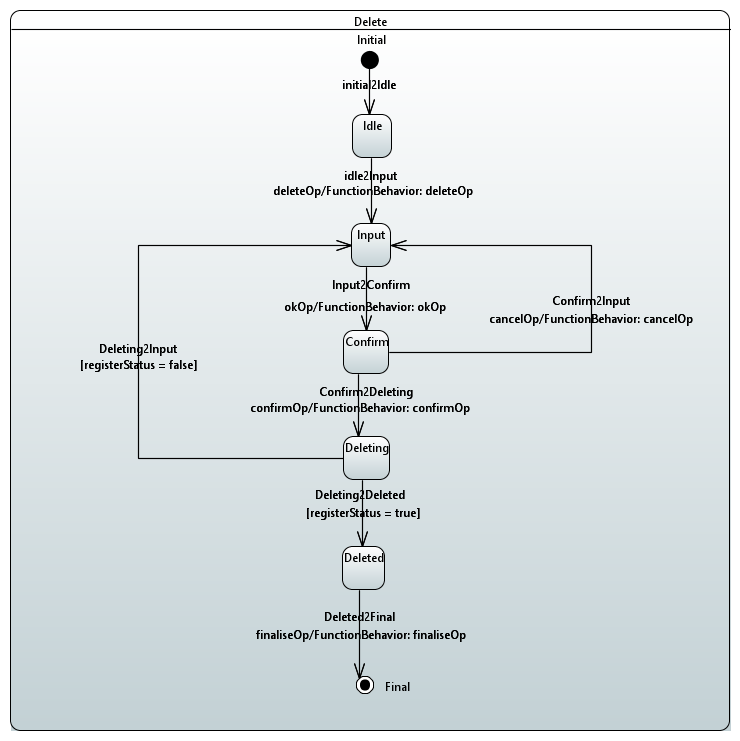 Delete
Initial
initial2Idle
Idle
idle2Input
deleteOp/FunctionBehavior: deleteOp
Input
Input2Confirm
okOp/FunctionBehavior: okOp
Confirm2Input
cancelOp/FunctionBehavior: cancelOp
Confirm
Deleting2Input
[registerStatus = false]
Confirm2Deleting
confirmOp/FunctionBehavior: confirmOp
Deleting
Deleting2Deleted
[registerStatus = true]
Deleted
Deleted2Final
finaliseOp/FunctionBehavior: finaliseOp
Final